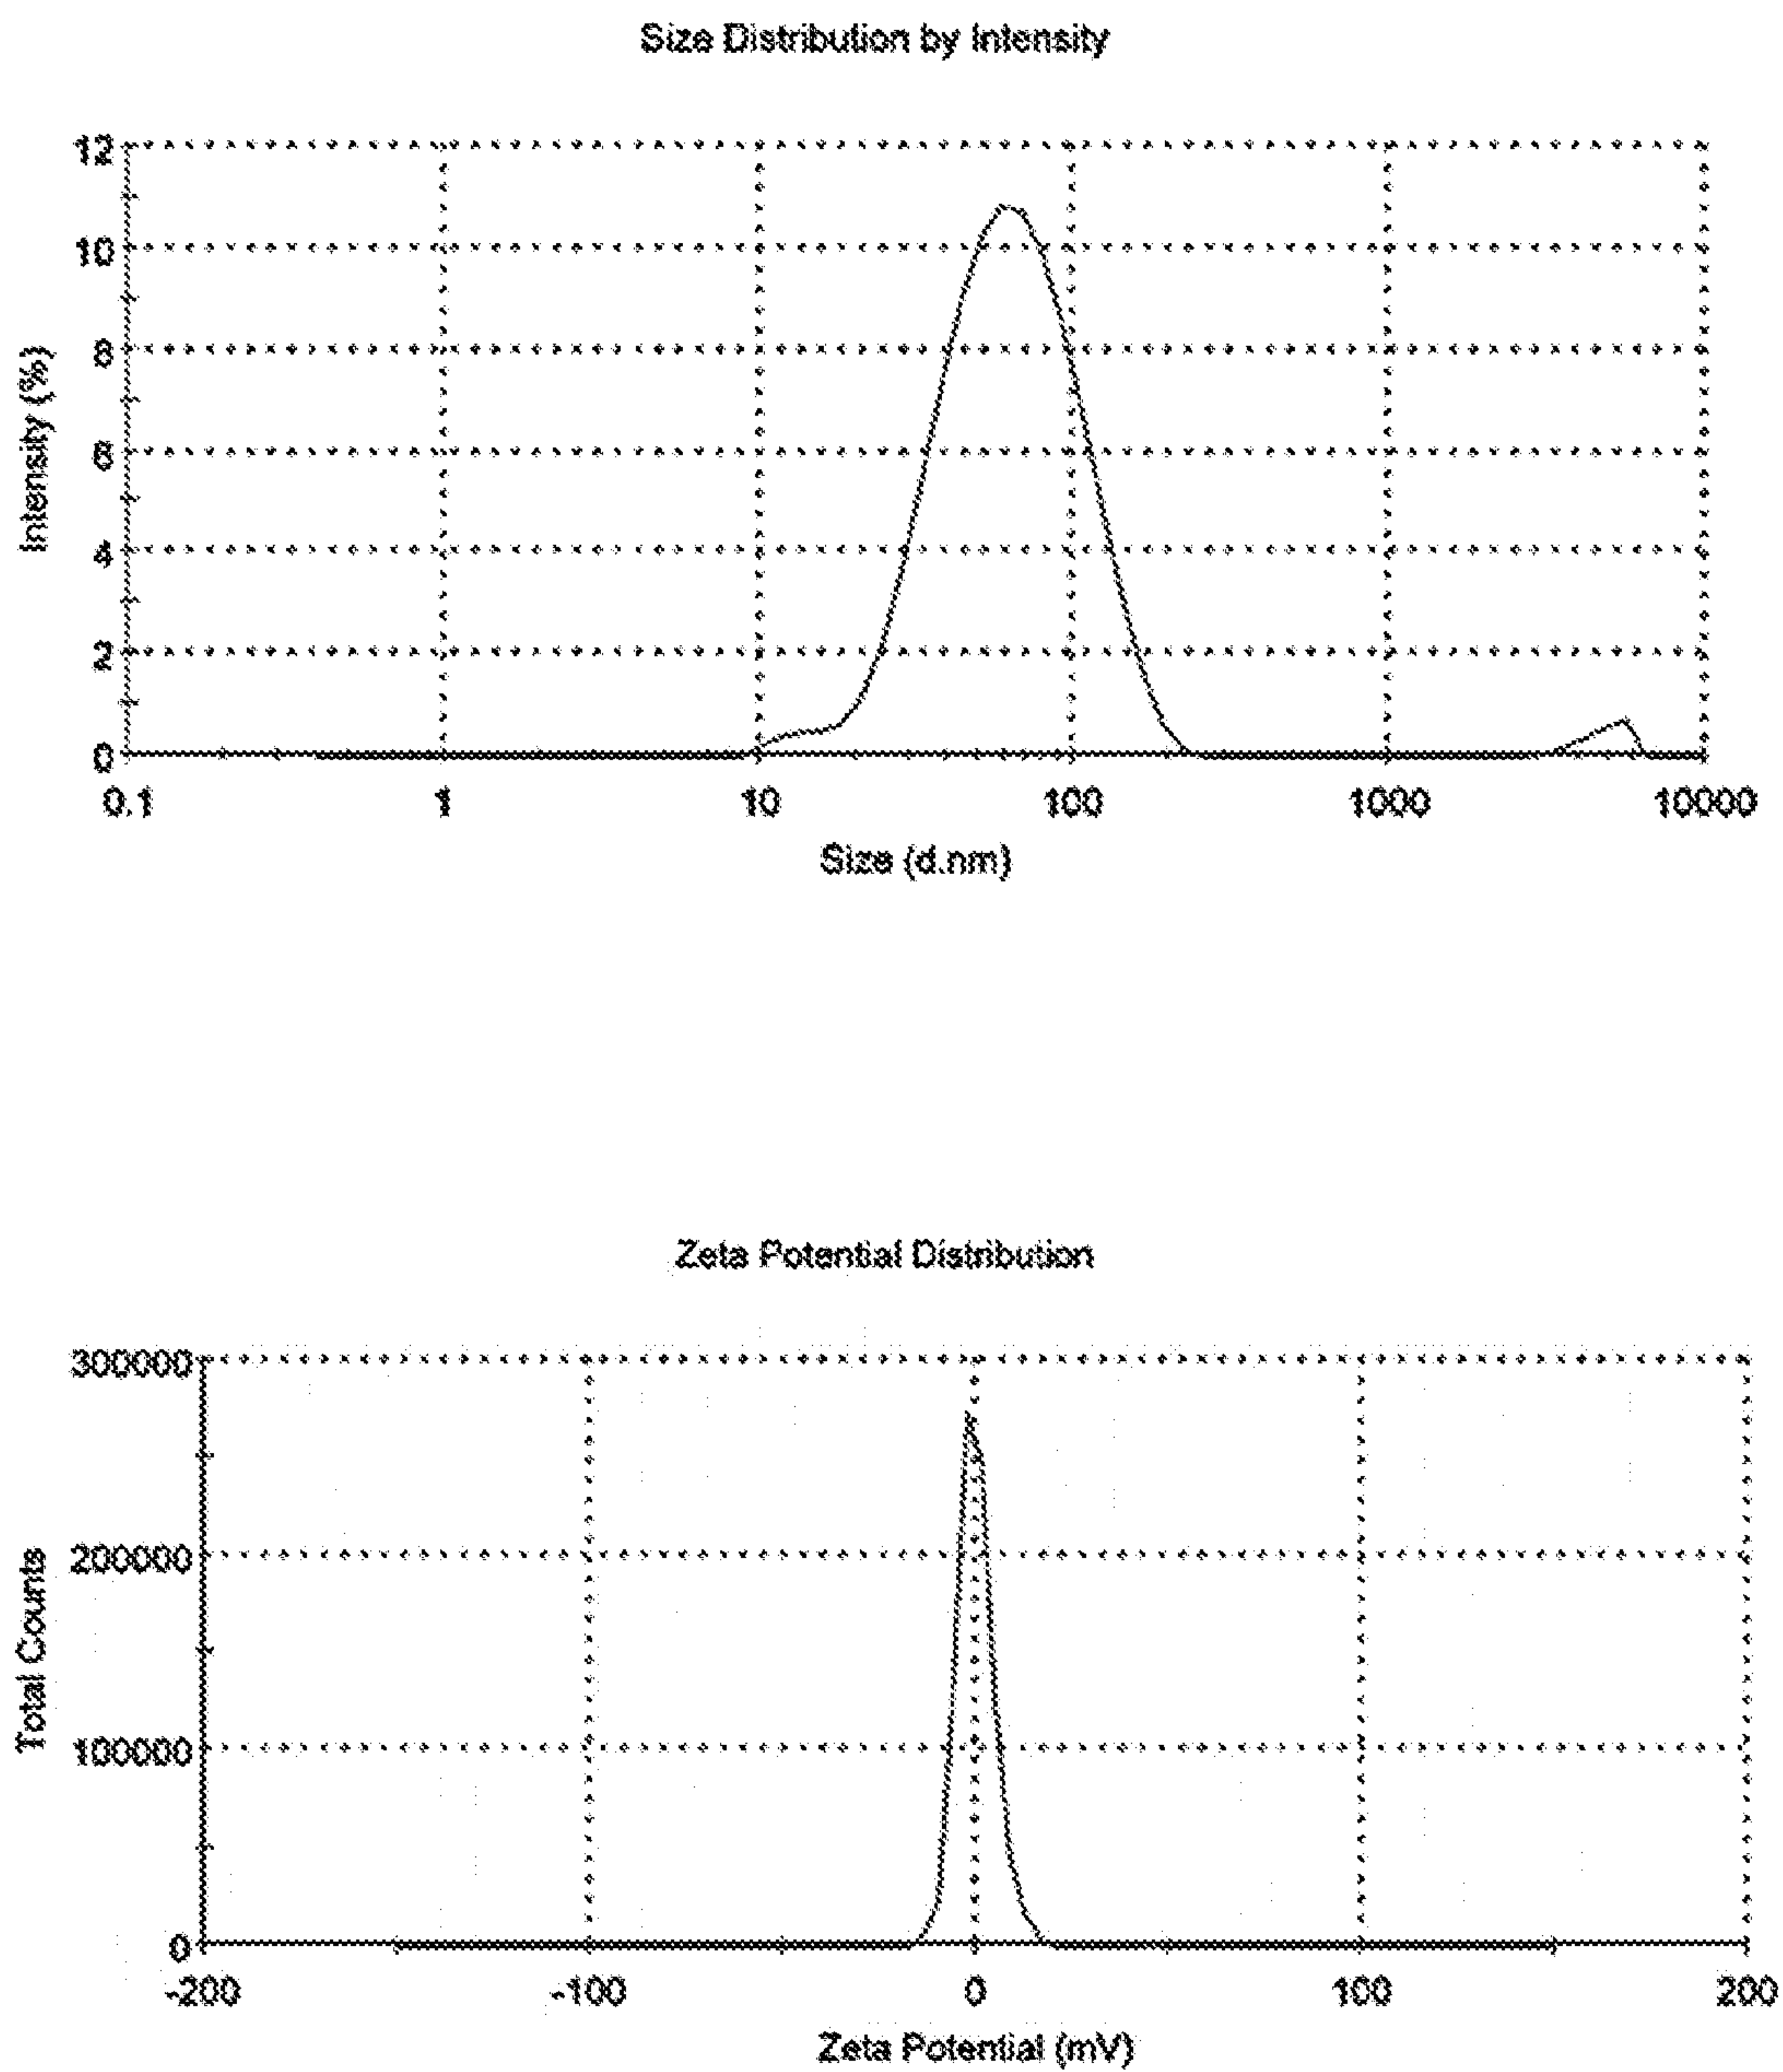 Size Distribution by Intensity
12
10
8
6
4
2
0
Intensity (%)
0.1 1 10 100 1000 10000
Size (d.nm)
Zeta Potential Distribution
300000
200000
100000
0
Total Counts
-200 -100 0 100 200
Zeta Potential (mV)